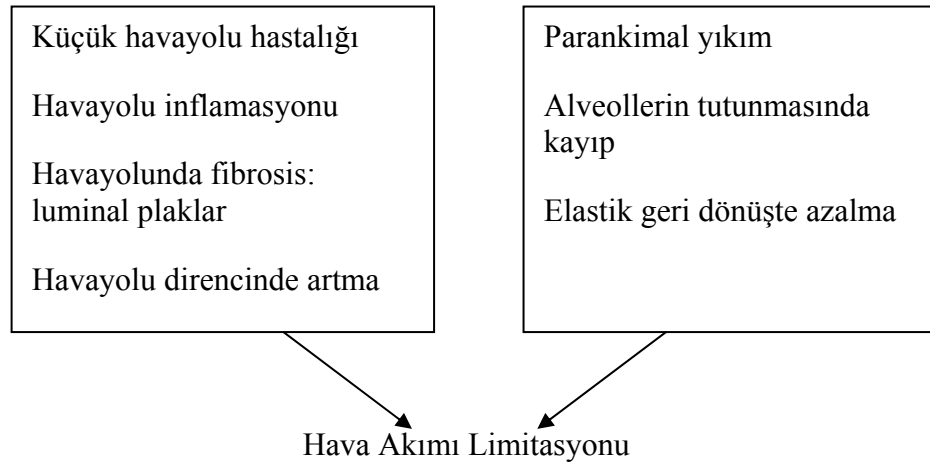 Küçük havayolu hastalığı
Havayolu inflamasyonu
Havayolunda fibrosis:
luminal plaklar
Havayolu direncinde artma
Parankimal yıkım
Alveollerin tutunmasında
kayıp
Elastik geri dönüşte azalma
Hava Akımı Limitasyonu